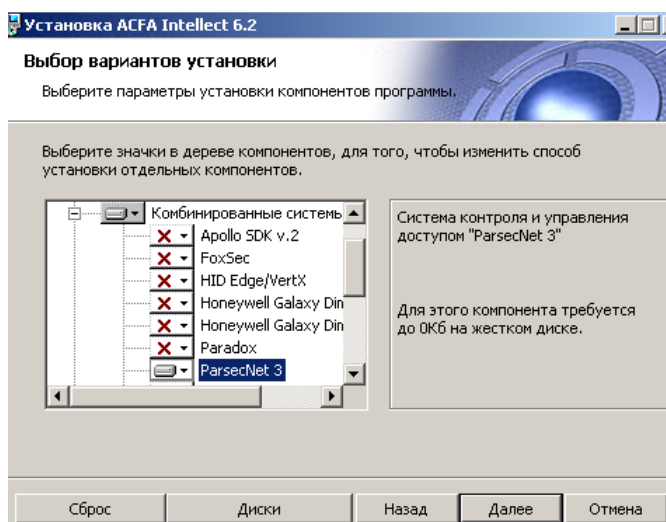 Установка ACFA Intellect 6.2
Выбор вариантов установки
Выберите параметры установки компонентов программы.
Выберите значки в дереве компонентов, для того, чтобы изменить способ
установки отдельных компонентов.
Комбинированные системы
Apollo SDK v.2
FoxSec
HID Edge/VertX
Honeywell Galaxy Din
Honeywell Galaxy Din
Paradox
ParsecNet 3
Система контроля и управления
доступом "ParsecNet 3"
Для этого компонента требуется
до 0Кб на жестком диске.
Сброс
Диски
Назад
Далее
Отмена